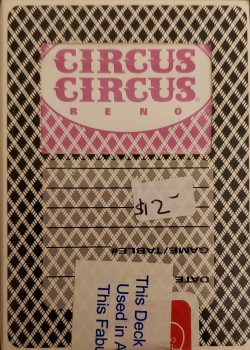 CIRCUS
CIRCUS®
RENO
$12-
GAME/TABLE#
DATE
This Deck
Used in A
This Fab